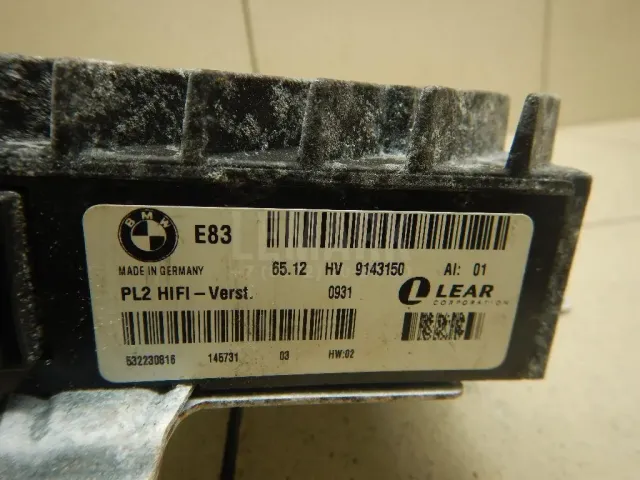 BMW E83
MADE IN GERMANY 65.12 HV 9143150 AI: 01
PL2 HIFI-Verst. 0931 LEAR
CORPORATION
532230816 145731 03 HW:02